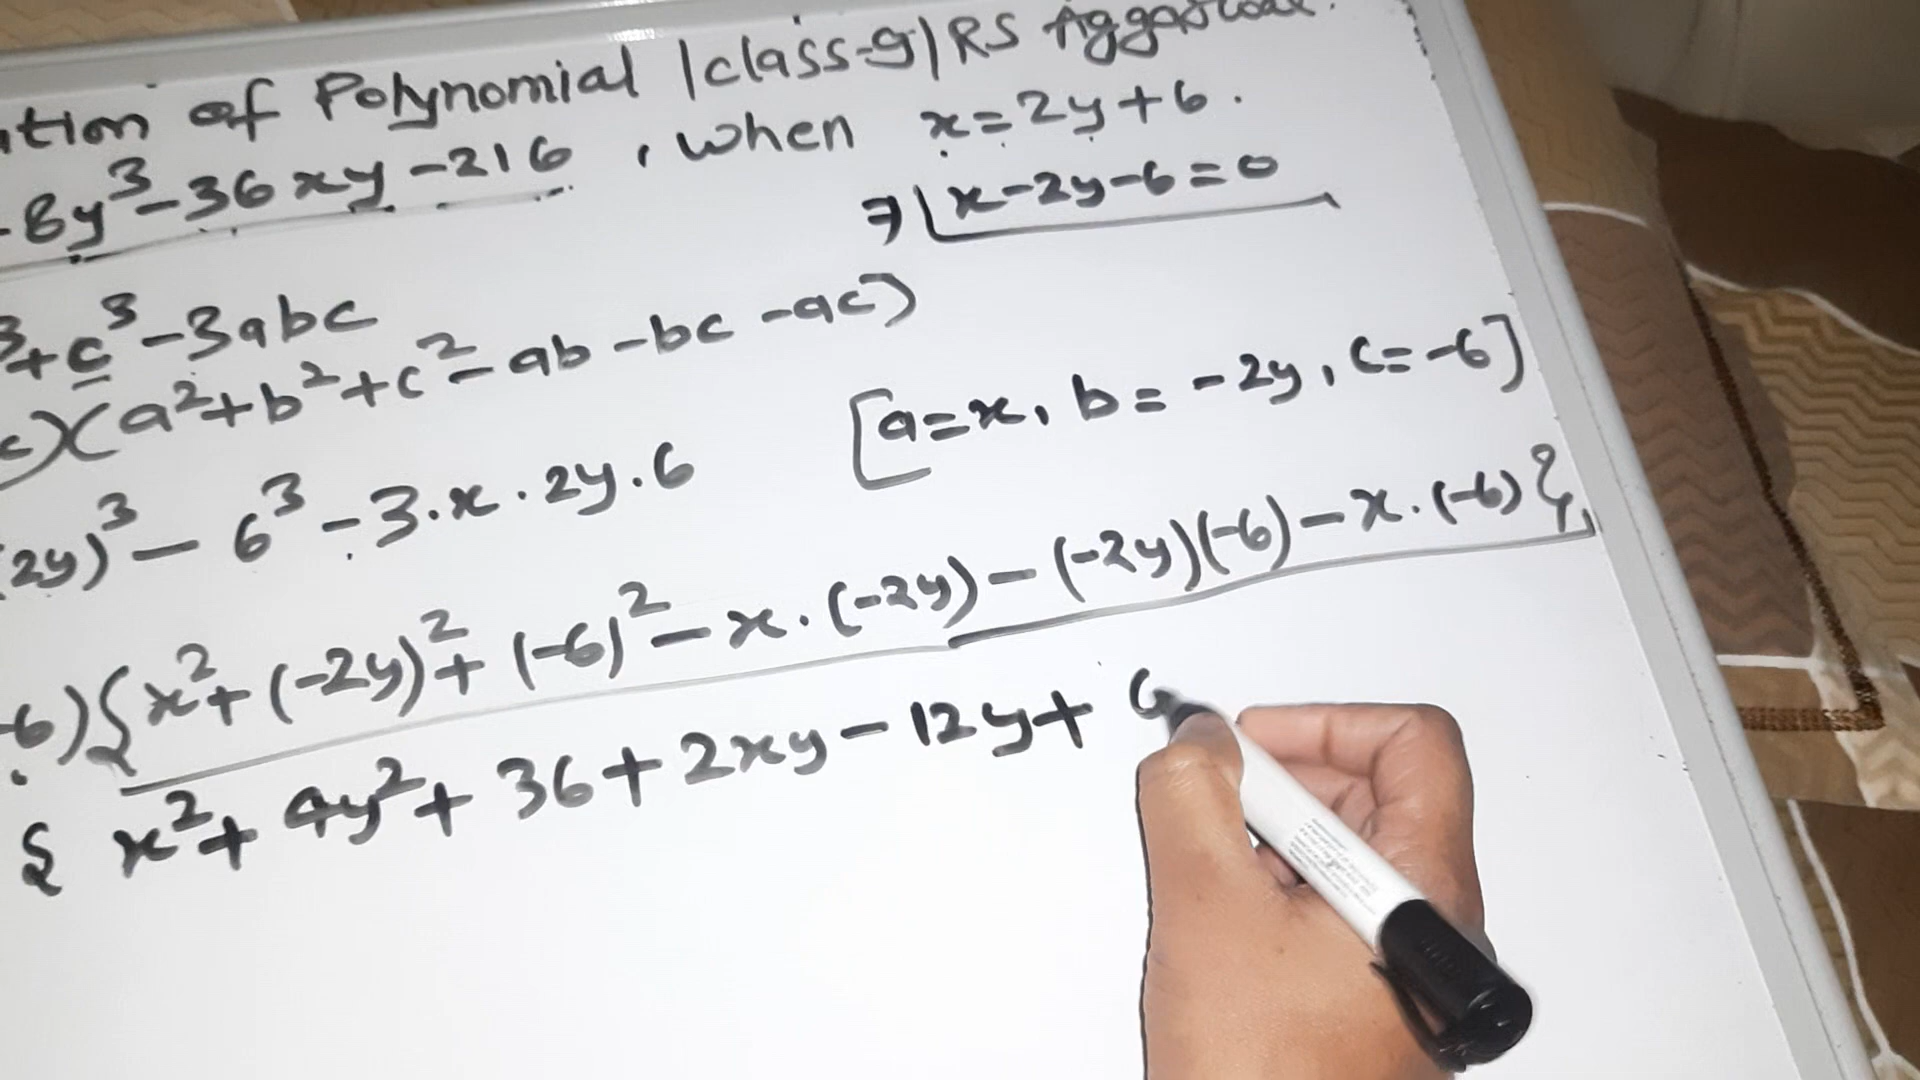 of Polynomial | class-9 | RS Aggarwal.
-8y³-36xy-216, when x=2y+6.
⇒ x-2y-6=0
³+c³-3abc
c)(a²+b²+c²-ab-bc-ac)
[a=x, b=-2y, c=-6]
2y)³-6³-3.x.2y.6
-6){x²+(-2y)²+(-6)²-x.(-2y)-(-2y)(-6)-x.(-6)}
{x²+4y²+36+2xy-12y+6